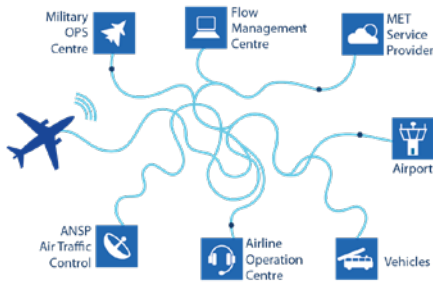 Military
OPS
Centre
Flow
Management
Centre
MET
Service
Provider
Airport
ANSP
Air Traffic
Control
Airline
Operation
Centre
Vehicles